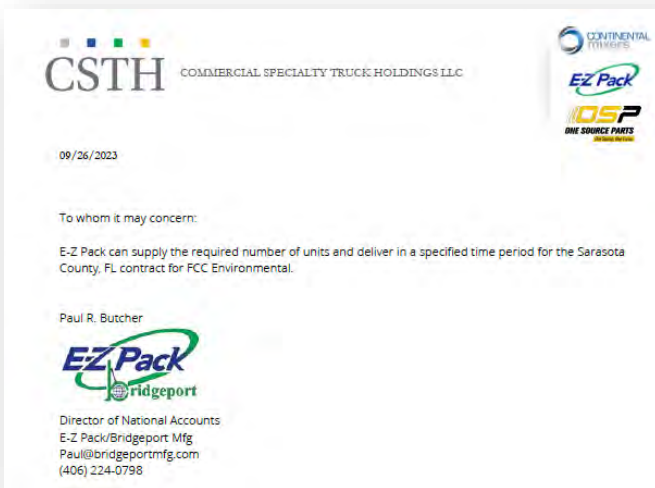 CSTH COMMERCIAL SPECIALTY TRUCK HOLDINGS LLC
CONTINENTAL
mixers
E-Z Pack
OSP
ONE SOURCE PARTS
09/26/2023
To whom it may concern:
E-Z Pack can supply the required number of units and deliver in a specified time period for the Sarasota
County, FL contract for FCC Environmental.
Paul R. Butcher
E-Z Pack
Bridgeport
Director of National Accounts
E-Z Pack/Bridgeport Mfg
Paul@bridgeportmfg.com
(406) 224-0798